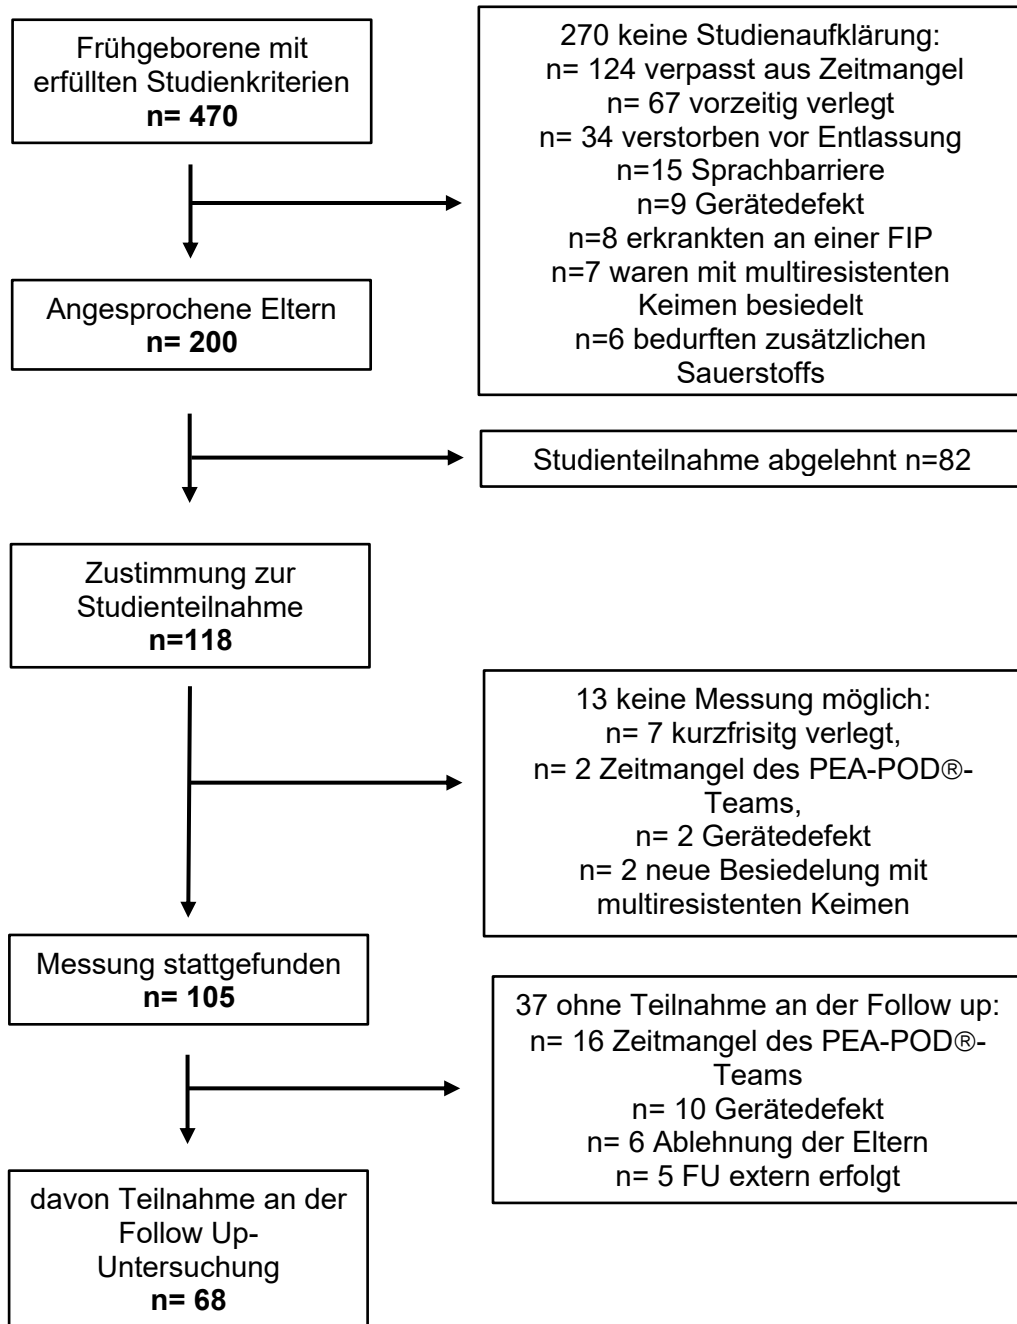 Frühgeborene mit
erfüllten Studienkriterien
n= 470
270 keine Studienaufklärung:
n= 124 verpasst aus Zeitmangel
n= 67 vorzeitig verlegt
n= 34 verstorben vor Entlassung
n=15 Sprachbarriere
n=9 Gerätedefekt
n=8 erkrankten an einer FIP
n=7 waren mit multiresistenten
Keimen besiedelt
n=6 bedurften zusätzlichen
Sauerstoffs
Angesprochene Eltern
n= 200
Studienteilnahme abgelehnt n=82
Zustimmung zur
Studienteilnahme
n=118
13 keine Messung möglich:
n= 7 kurzfrisitg verlegt,
n= 2 Zeitmangel des PEA-POD®-
Teams,
n= 2 Gerätedefekt
n= 2 neue Besiedelung mit
multiresistenten Keimen
Messung stattgefunden
n= 105
37 ohne Teilnahme an der Follow up:
n= 16 Zeitmangel des PEA-POD®-
Teams
n= 10 Gerätedefekt
n= 6 Ablehnung der Eltern
n= 5 FU extern erfolgt
davon Teilnahme an der
Follow Up-
Untersuchung
n= 68